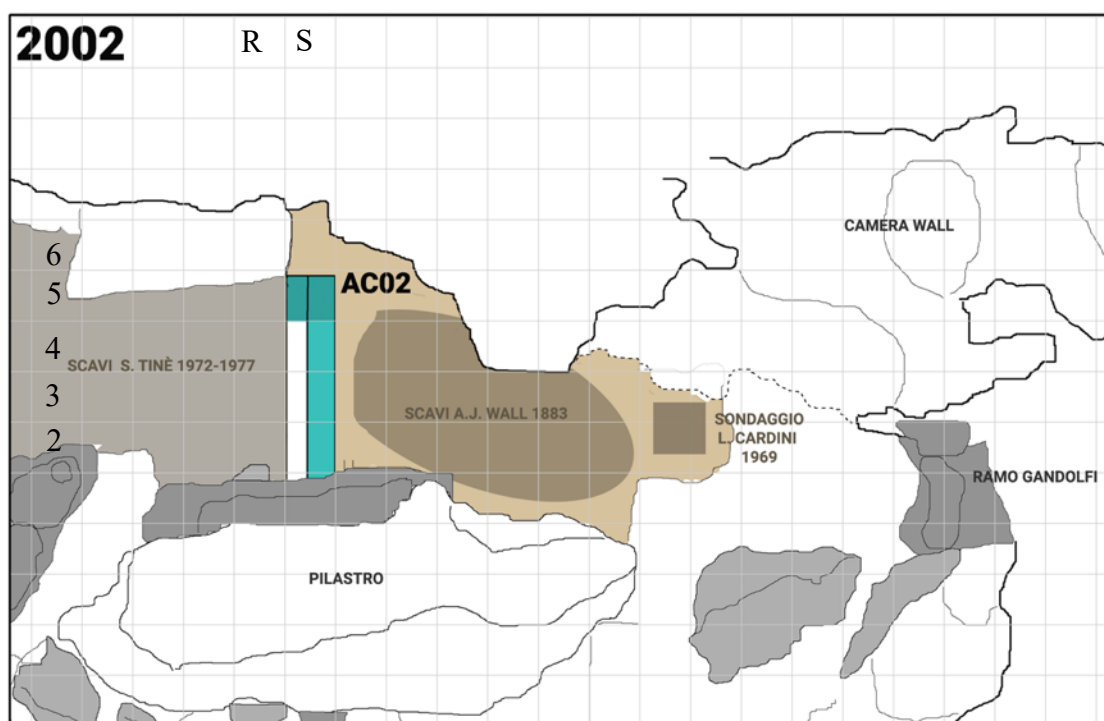 2002
R S
CAMERA WALL
6
5
AC02
4
SCAVI S. TINÈ 1972-1977
3
SCAVI A.J. WALL 1883
SONDAGGIO
L. CARDINI
1969
2
RAMO GANDOLFI
PILASTRO